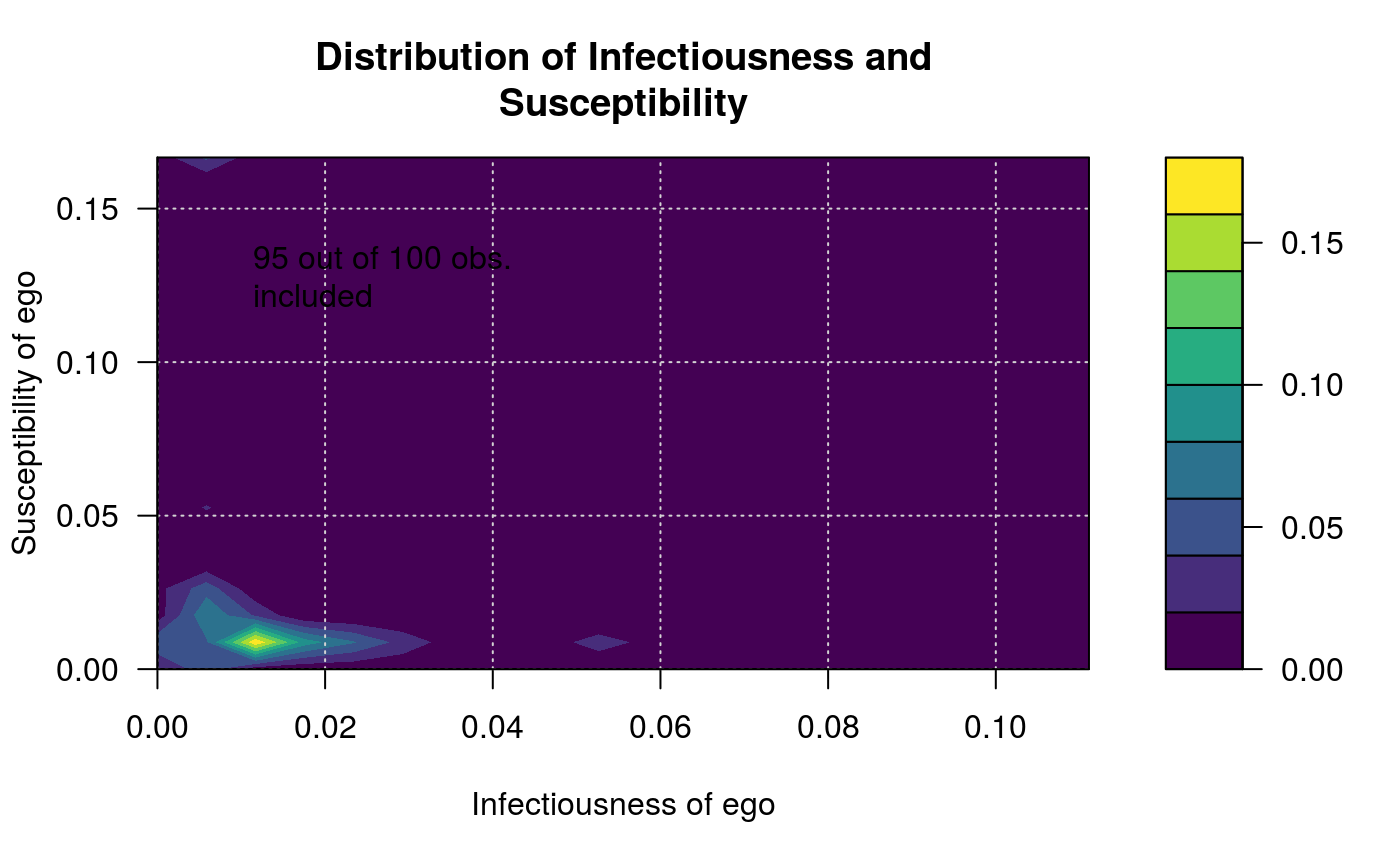 Distribution of Infectiousness and
Susceptibility
95 out of 100 obs.
included
Susceptibility of ego
0.15
0.10
0.05
0.00
0.00 0.02 0.04 0.06 0.08 0.10
Infectiousness of ego
0.15
0.10
0.05
0.00